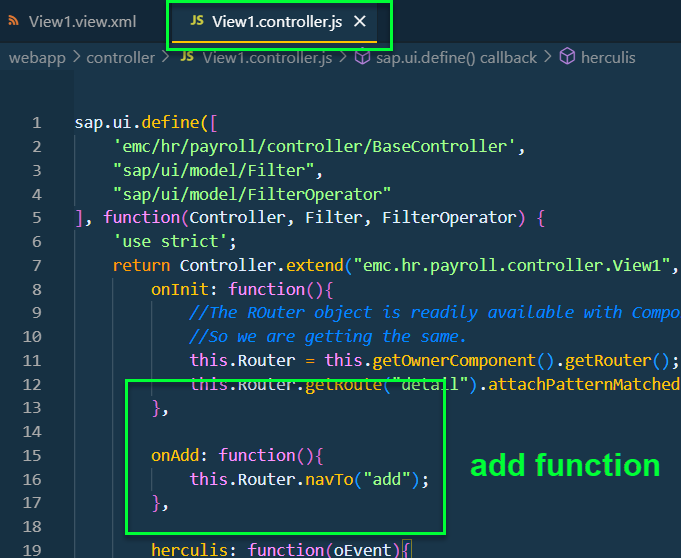 View1.view.xml JS View1.controller.js ×
webapp > controller > JS View1.controller.js > sap.ui.define() callback > herculis
1 sap.ui.define([
2 'emc/hr/payroll/controller/BaseController',
3 "sap/ui/model/Filter",
4 "sap/ui/model/FilterOperator"
5 ], function(Controller, Filter, FilterOperator) {
6 'use strict';
7 return Controller.extend("emc.hr.payroll.controller.View1",
8 onInit: function(){
9 //The ROuter object is readily available with Compo
10 //So we are getting the same.
11 this.Router = this.getOwnerComponent().getRouter();
12 this.Router.getRoute("detail").attachPatternMatched
13 },
14
15 onAdd: function(){
add function
16 this.Router.navTo("add");
17 },
18
19 herculis: function(oEvent){